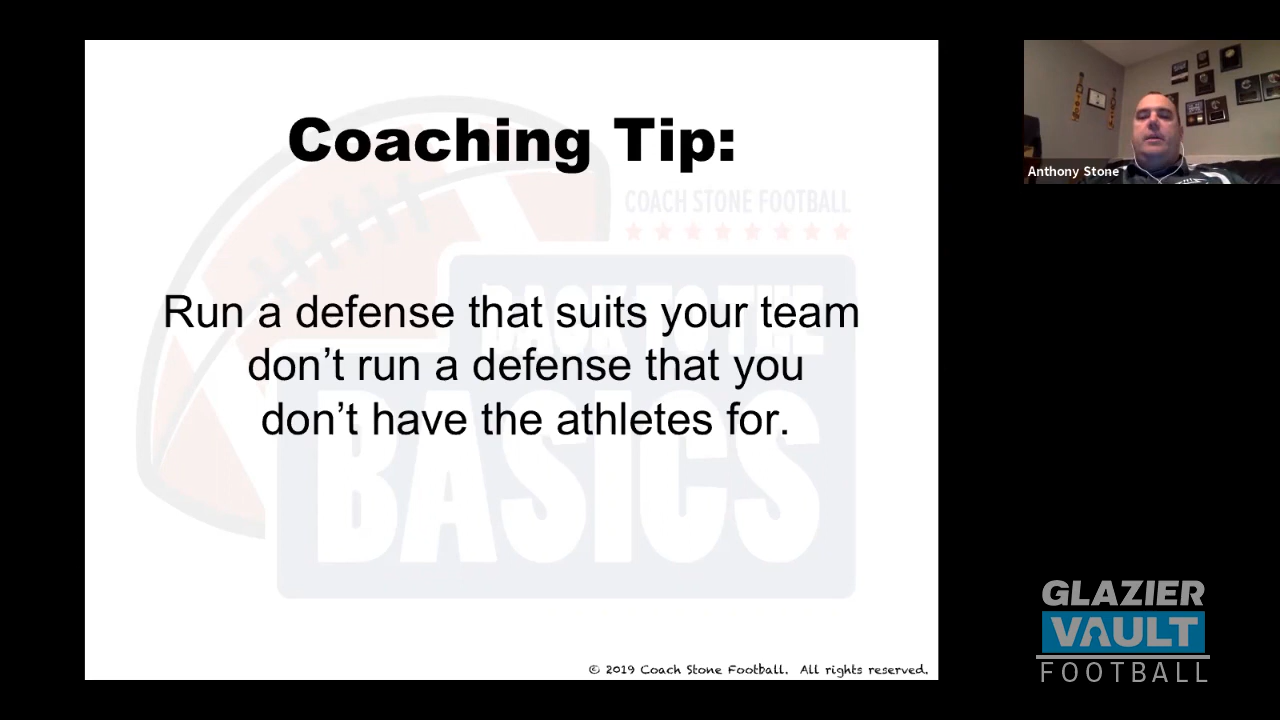 Coaching Tip:
COACH STONE FOOTBALL
BACK TO THE
BASICS
Run a defense that suits your team
don’t run a defense that you
don’t have the athletes for.
© 2019 Coach Stone Football. All rights reserved.
Anthony Stone
GLAZIER
VAULT
FOOTBALL